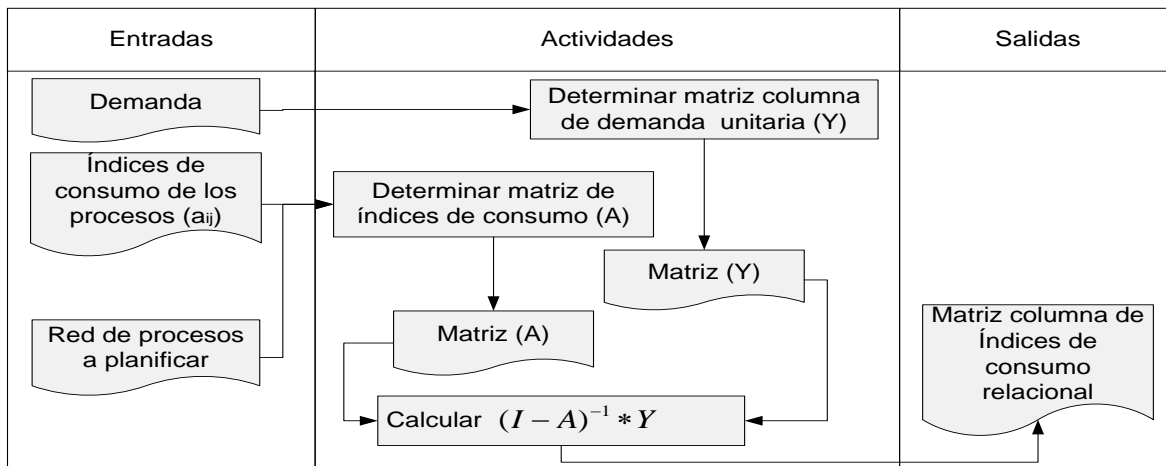 Entradas
Actividades
Salidas
Demanda
Determinar matriz columna
de demanda unitaria (Y)
Índices de
consumo de los
procesos (aij)
Determinar matriz de
índices de consumo (A)
Matriz (Y)
Red de procesos
a planificar
Matriz (A)
Matriz columna de
Índices de
consumo
relacional
Calcular (I − A)⁻¹ * Y